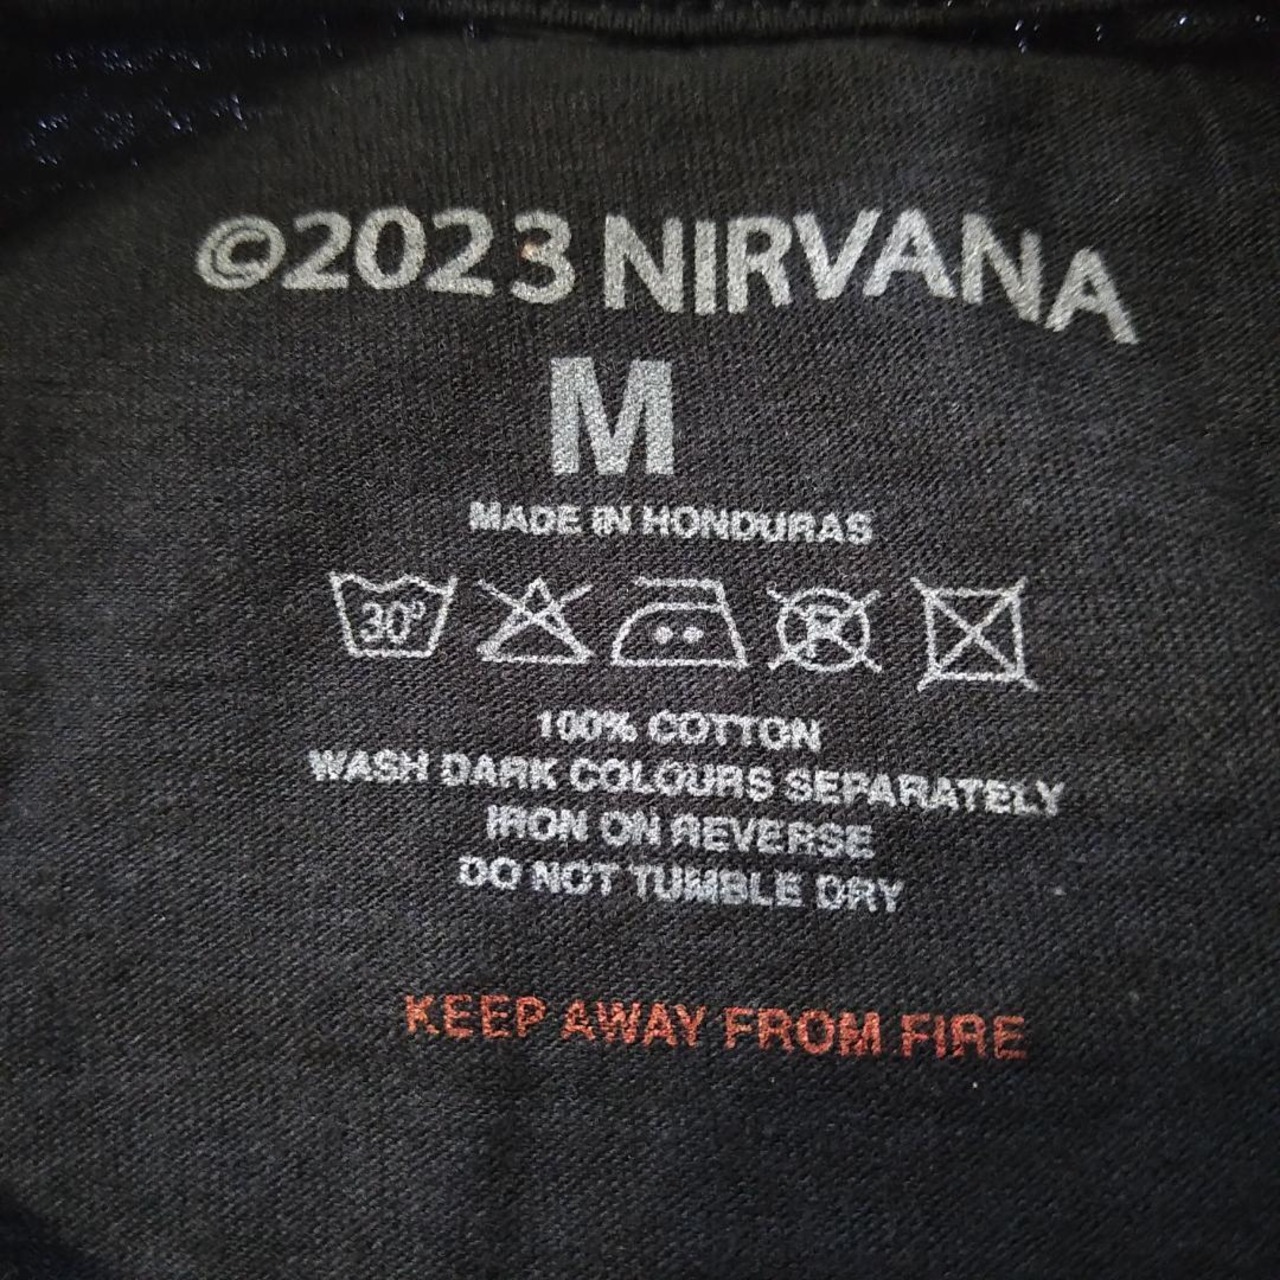 ©2023 NIRVANA
M
MADE IN HONDURAS
30°
100% COTTON
WASH DARK COLOURS SEPARATELY
IRON ON REVERSE
DO NOT TUMBLE DRY
KEEP AWAY FROM FIRE